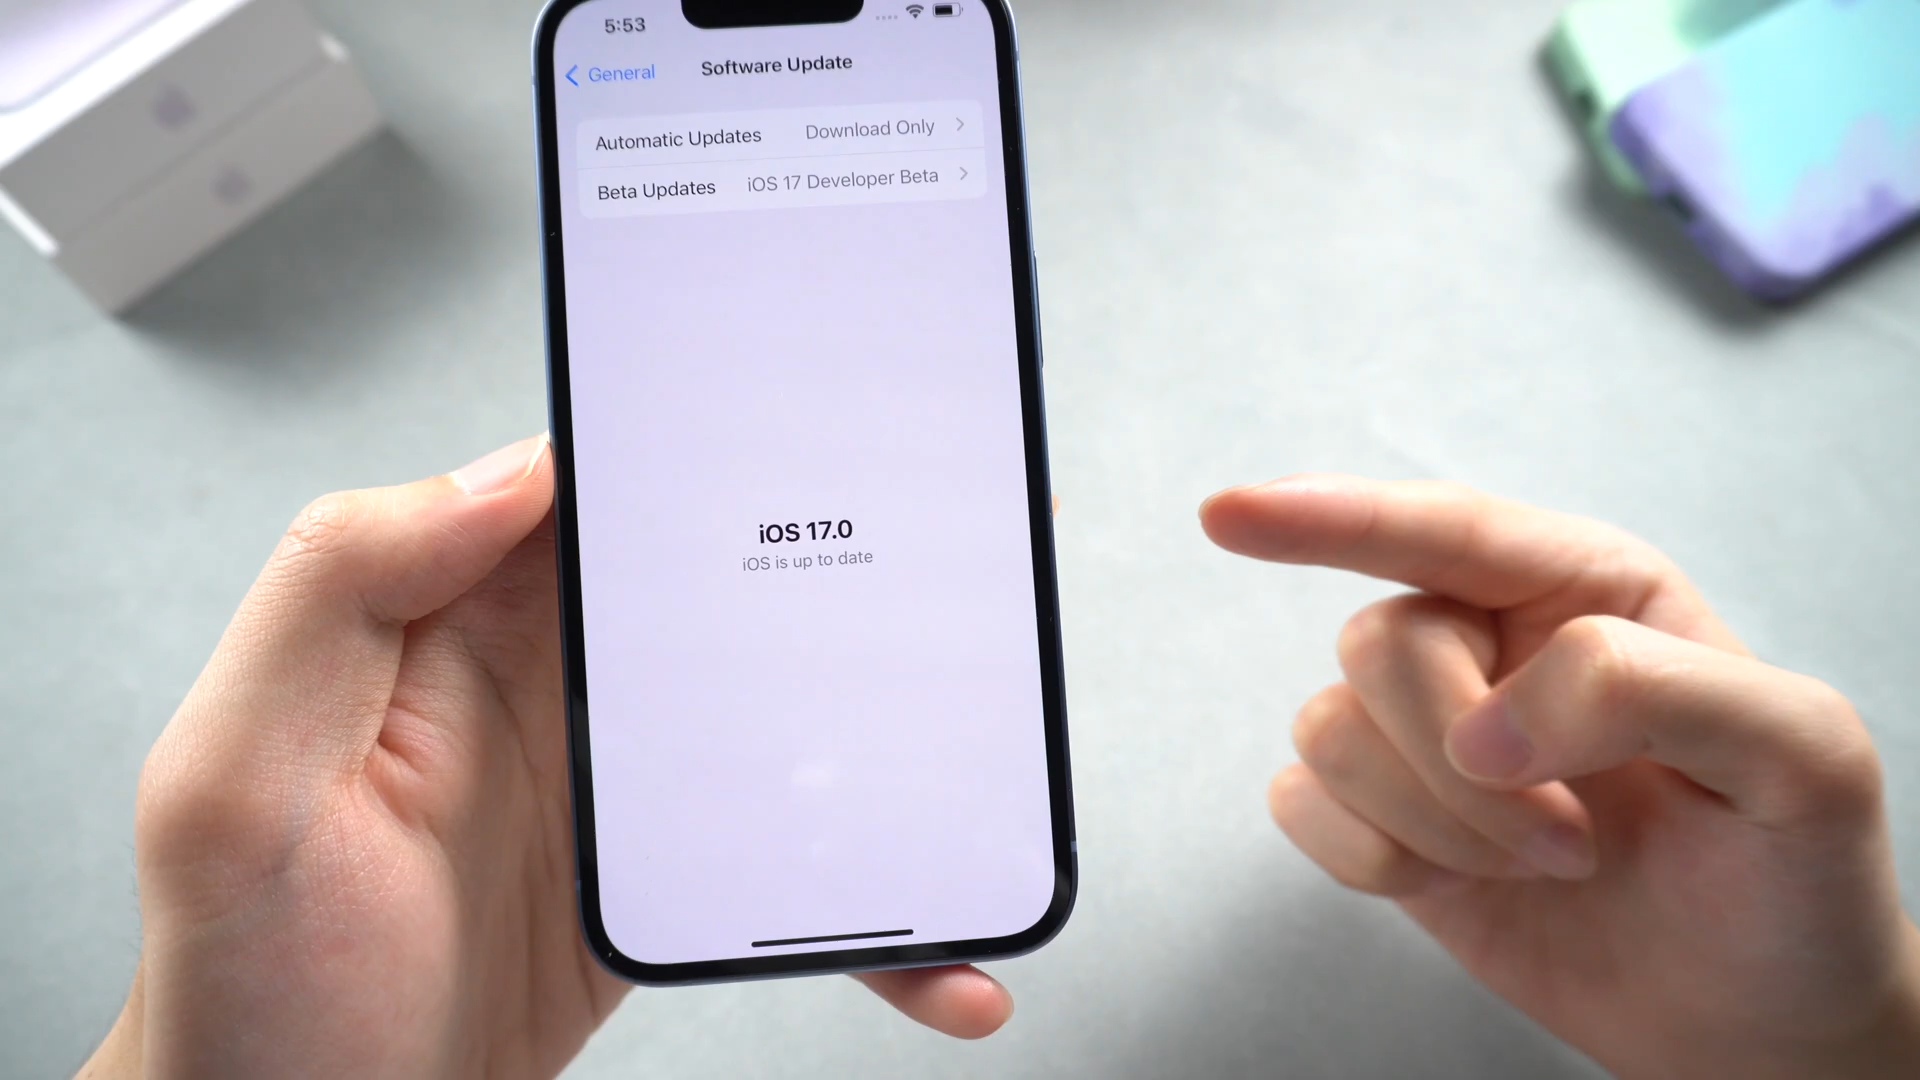 5:53
General
Software Update
Automatic Updates Download Only
Beta Updates iOS 17 Developer Beta
iOS 17.0
iOS is up to date